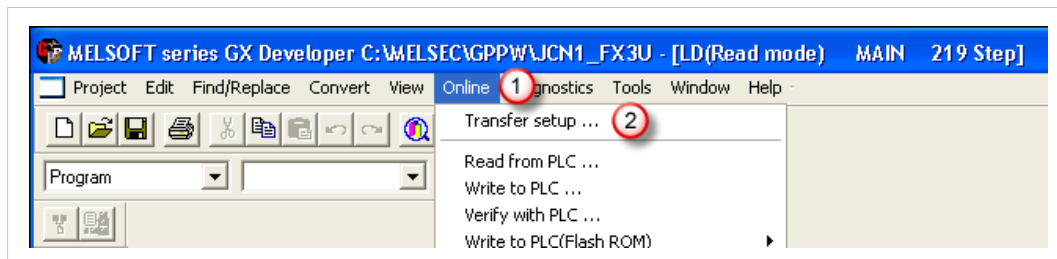 MELSOFT series GX Developer C:\MELSEC\GPPW\JCN1_FX3U - [LD(Read mode) MAIN 219 Step]
Project Edit Find/Replace Convert View Online 1 gnostics Tools Window Help
Transfer setup ... 2
Program
Read from PLC ...
Write to PLC ...
Verify with PLC ...
Write to PLC(Flash ROM)